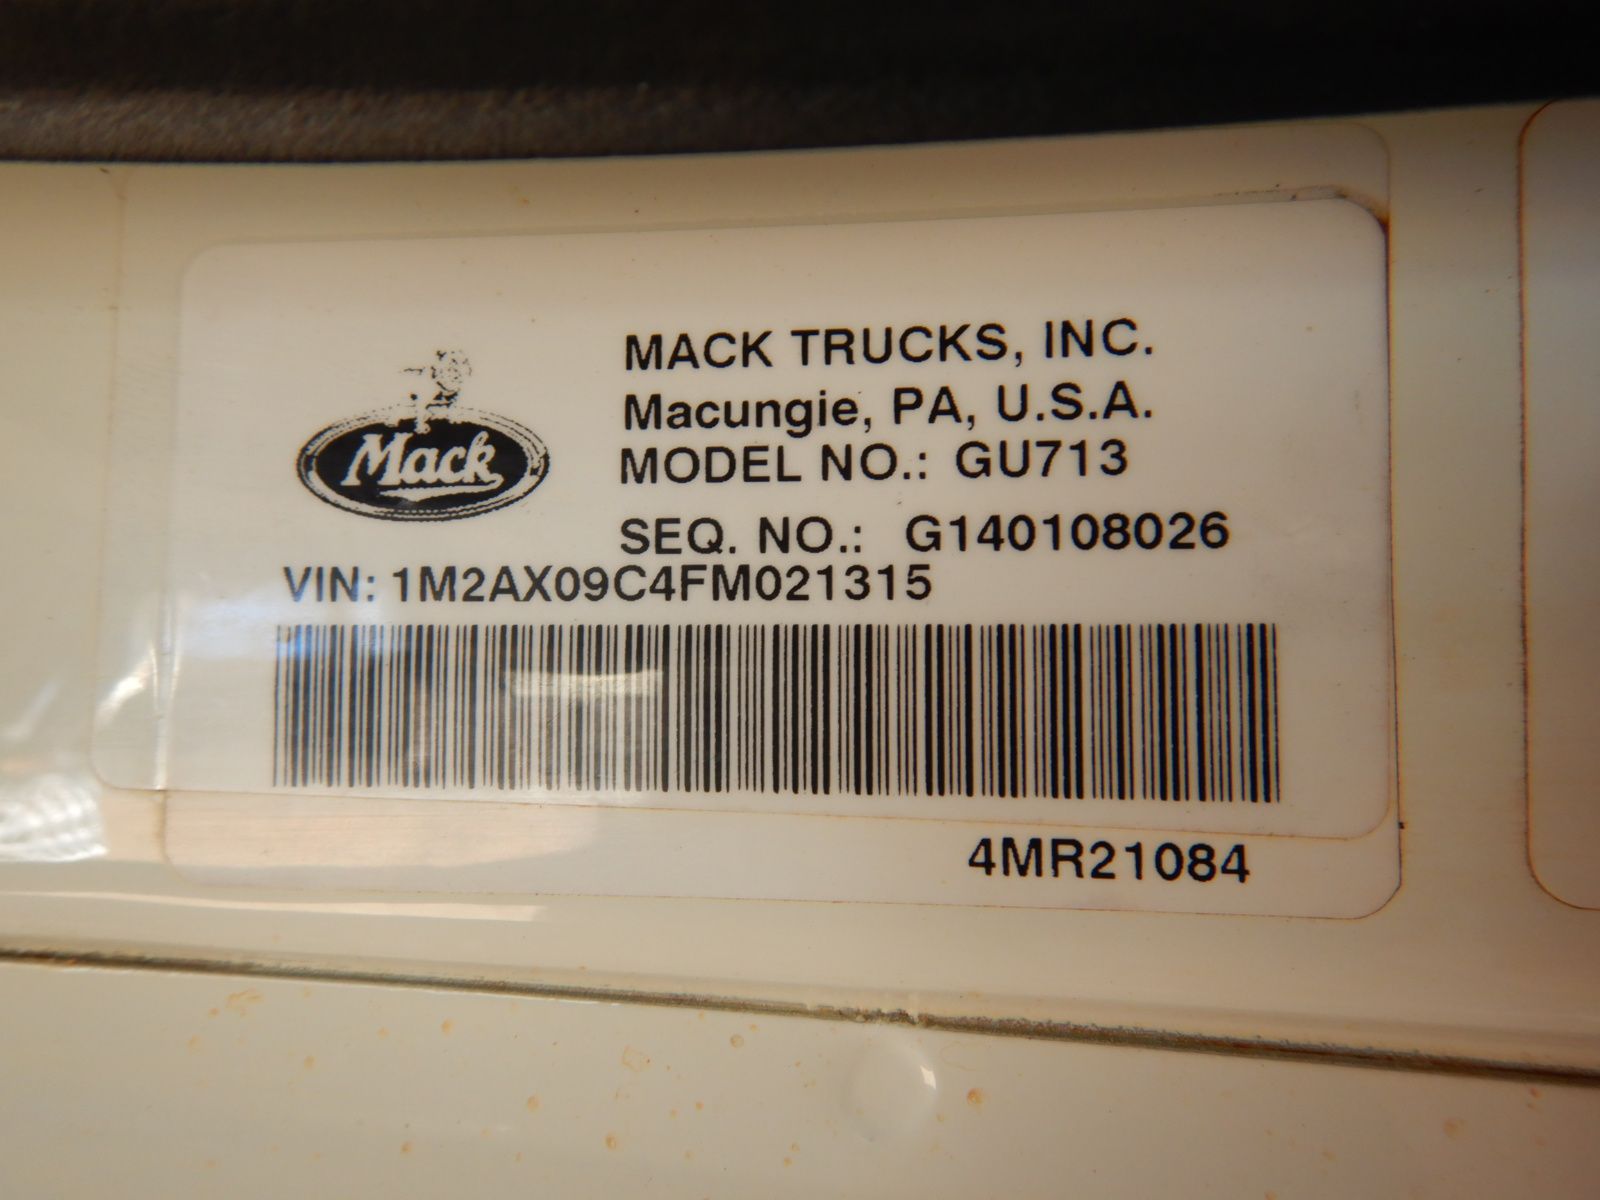 Mack
MACK TRUCKS, INC.
Macungie, PA, U.S.A.
MODEL NO.: GU713
SEQ. NO.: G140108026
VIN: 1M2AX09C4FM021315
4MR21084